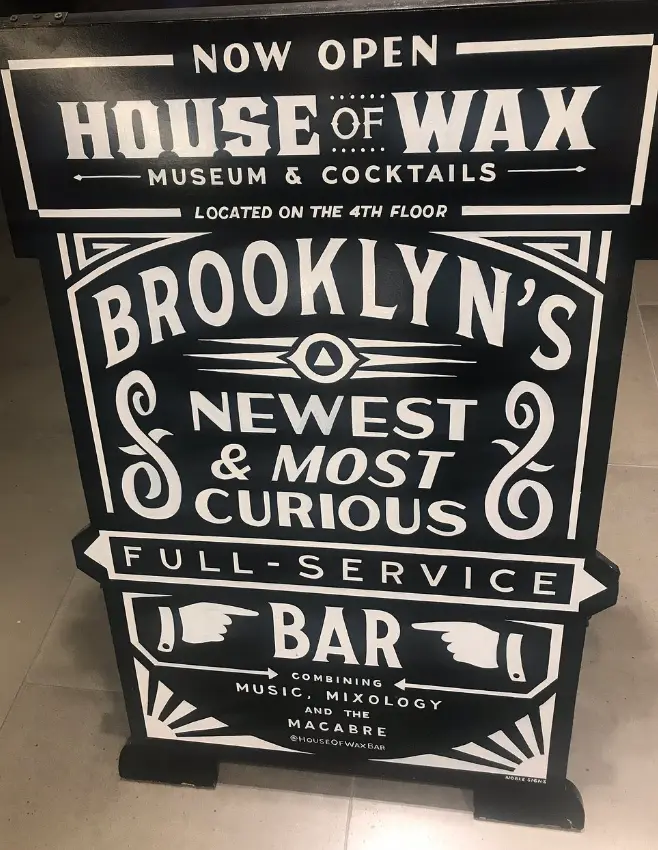 NOW OPEN
HOUSE OF WAX
MUSEUM & COCKTAILS
LOCATED ON THE 4TH FLOOR
BROOKLYN'S
NEWEST
& MOST
CURIOUS
FULL-SERVICE
BAR
COMBINING
MUSIC, MIXOLOGY
AND THE
MACABRE
@HOUSEOFWAXBAR